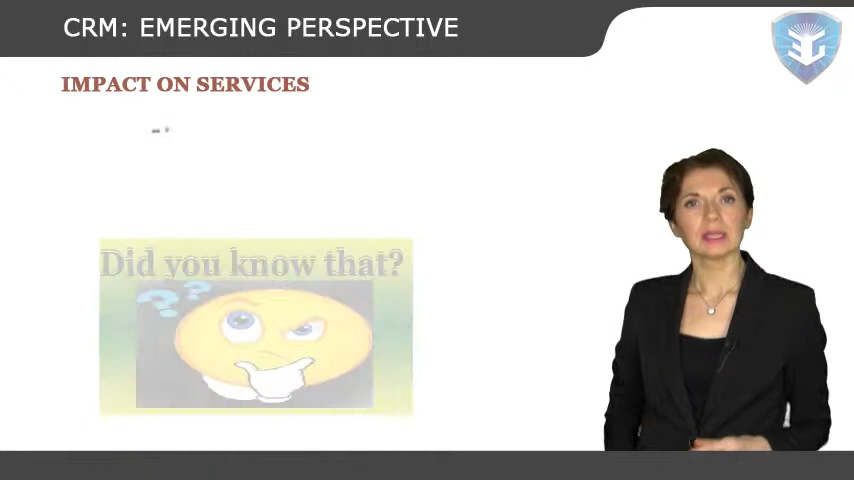 CRM: EMERGING PERSPECTIVE
IMPACT ON SERVICES
Did you know that?